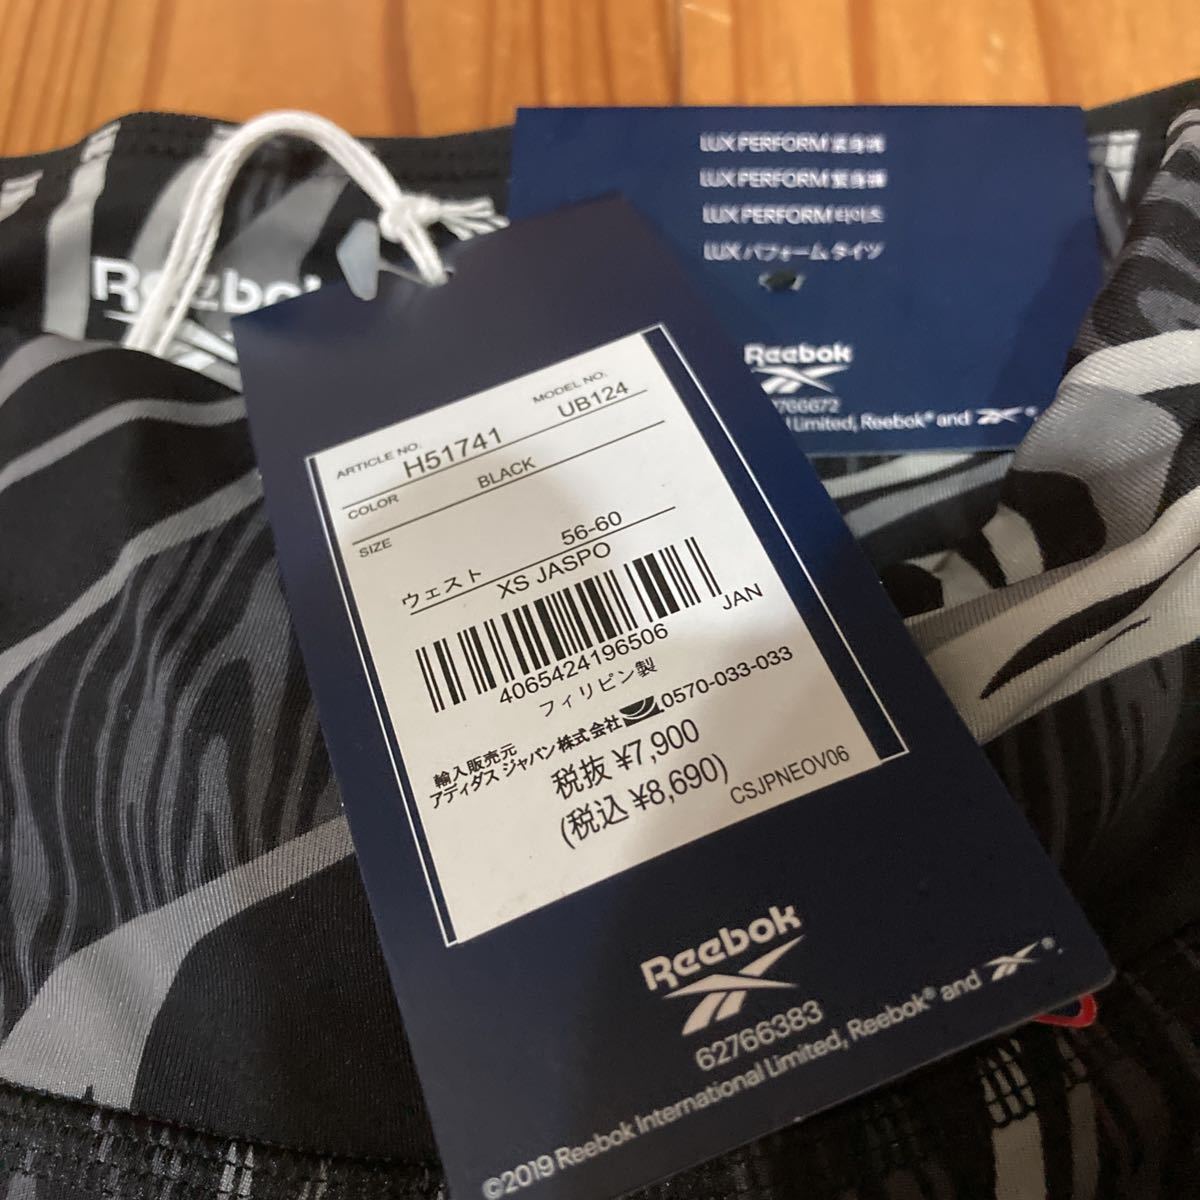 LUX PERFORM 紧身裤
LUX PERFORM 緊身褲
LUX PERFORM 타이츠
LUX パフォーム タイツ
Reebok
Limited, Reebok® and
Reebok
ARTICLE NO.
MODEL NO.
H51741
UB124
COLOR
BLACK
SIZE
ウェスト
56-60
XS JASPO
4065424196506
JAN
フィリピン製
輸入販売元
アディダス ジャパン株式会社
0570-033-033
税抜 ¥7,900
(税込 ¥8,690)
CSJPNEOV06
Reebok
62766383
©2019 Reebok International Limited, Reebok® and